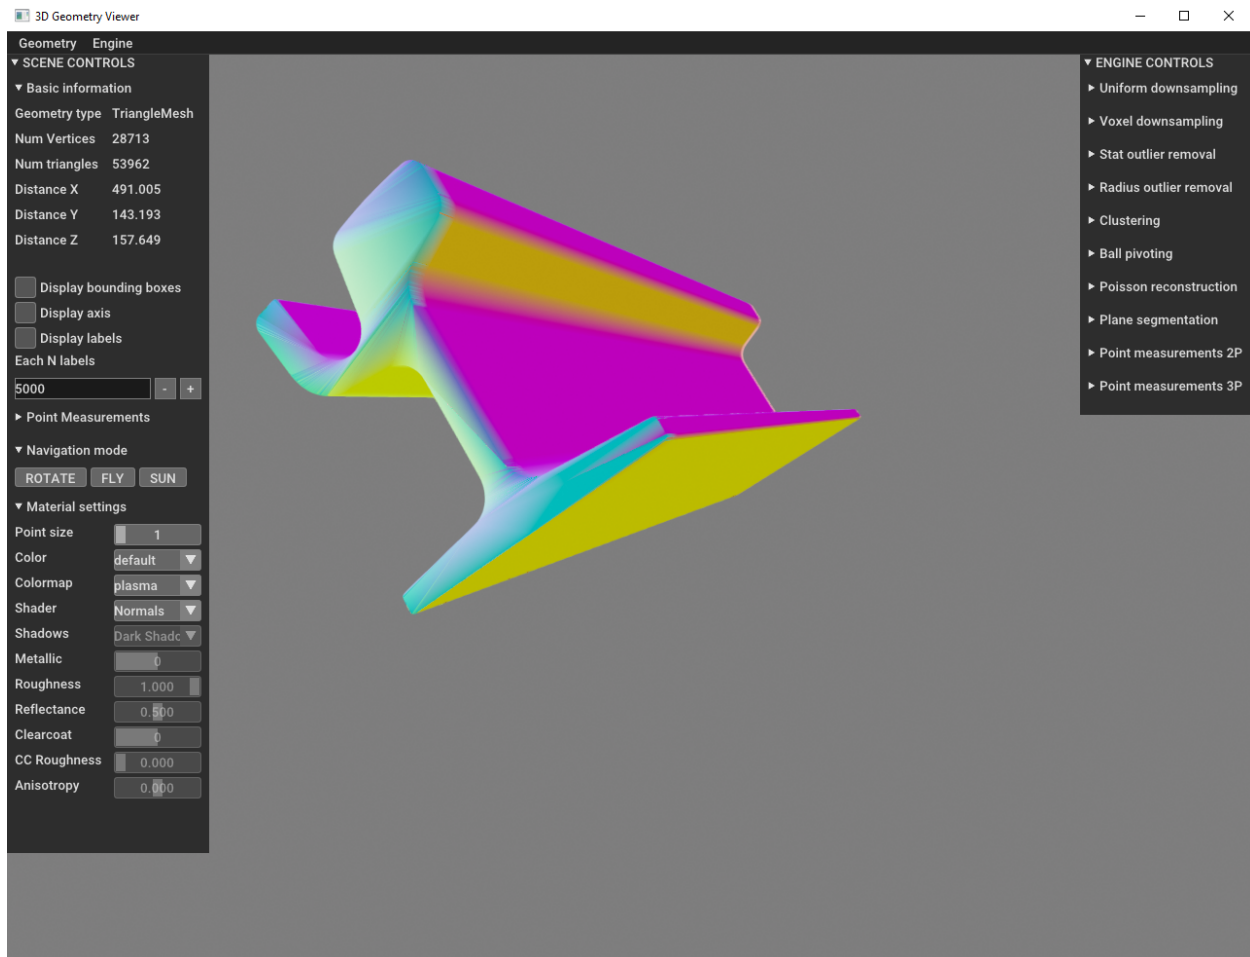 3D Geometry Viewer
Geometry Engine
SCENE CONTROLS
Basic information
Geometry type TriangleMesh
Num Vertices 28713
Num triangles 53962
Distance X 491.005
Distance Y 143.193
Distance Z 157.649
Display bounding boxes
Display axis
Display labels
Each N labels
5000 - +
Point Measurements
Navigation mode
ROTATE FLY SUN
Material settings
Point size 1
Color default
Colormap plasma
Shader Normals
Shadows Dark Shadc
Metallic 0
Roughness 1.000
Reflectance 0.500
Clearcoat 0
CC Roughness 0.000
Anisotropy 0.000
ENGINE CONTROLS
Uniform downsampling
Voxel downsampling
Stat outlier removal
Radius outlier removal
Clustering
Ball pivoting
Poisson reconstruction
Plane segmentation
Point measurements 2P
Point measurements 3P